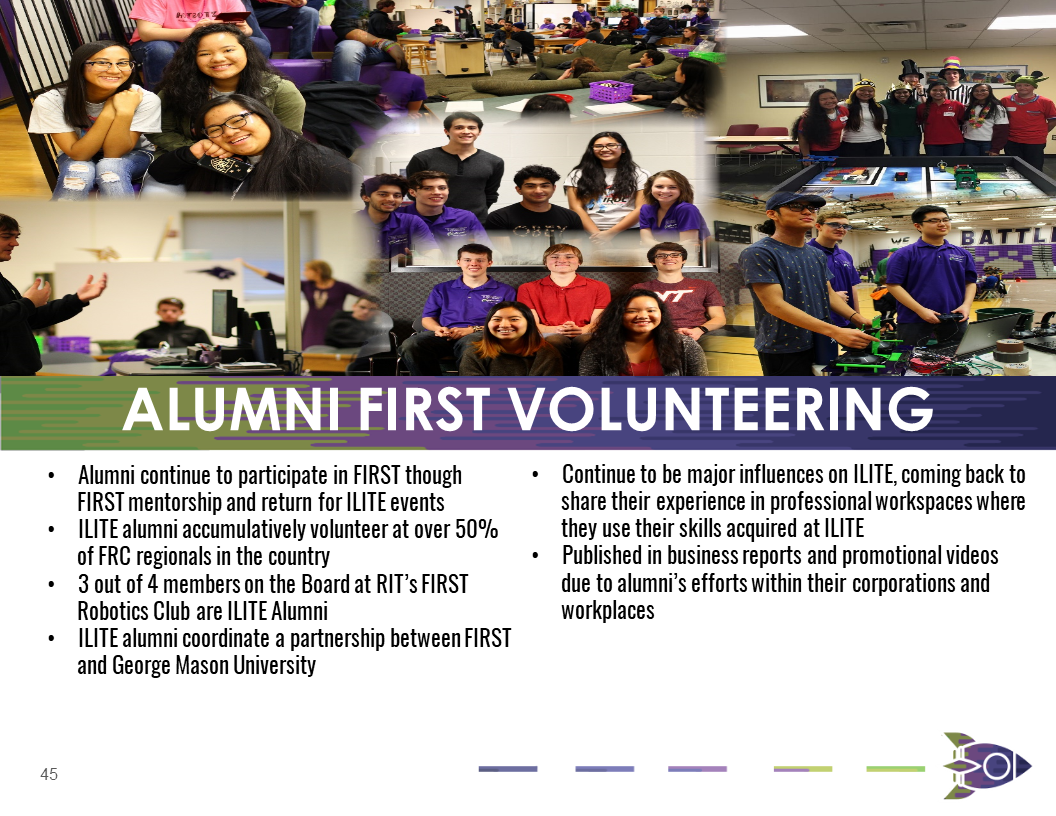 WE
BATTL
OBEY
VT
ALUMNI FIRST VOLUNTEERING
• Alumni continue to participate in FIRST though
FIRST mentorship and return for ILITE events
• ILITE alumni accumulatively volunteer at over 50%
of FRC regionals in the country
• 3 out of 4 members on the Board at RIT's FIRST
Robotics Club are ILITE Alumni
• ILITE alumni coordinate a partnership between FIRST
and George Mason University
• Continue to be major influences on ILITE, coming back to
share their experience in professional workspaces where
they use their skills acquired at ILITE
• Published in business reports and promotional videos
due to alumni's efforts within their corporations and
workplaces
45